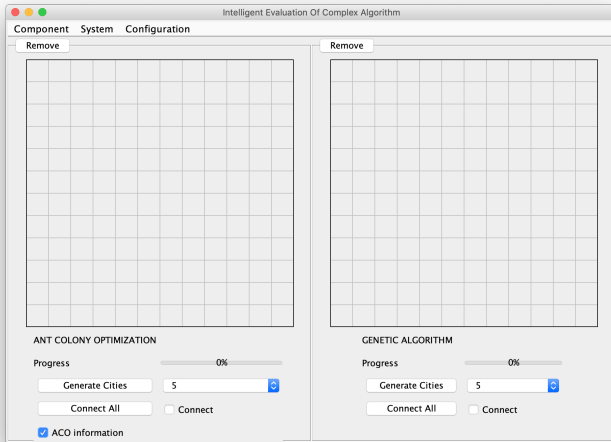 Intelligent Evaluation Of Complex Algorithm
Component System Configuration
Remove
Remove
ANT COLONY OPTIMIZATION
Progress 0%
Generate Cities 5
Connect All Connect
ACO information
GENETIC ALGORITHM
Progress 0%
Generate Cities 5
Connect All Connect